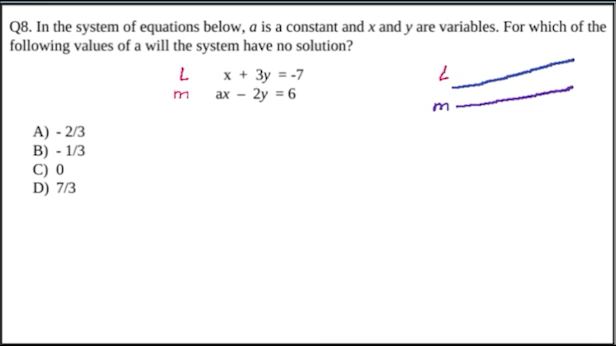 Q8. In the system of equations below, a is a constant and x and y are variables. For which of the
following values of a will the system have no solution?
L x + 3y = -7
m ax – 2y = 6
L
m
A) - 2/3
B) - 1/3
C) 0
D) 7/3